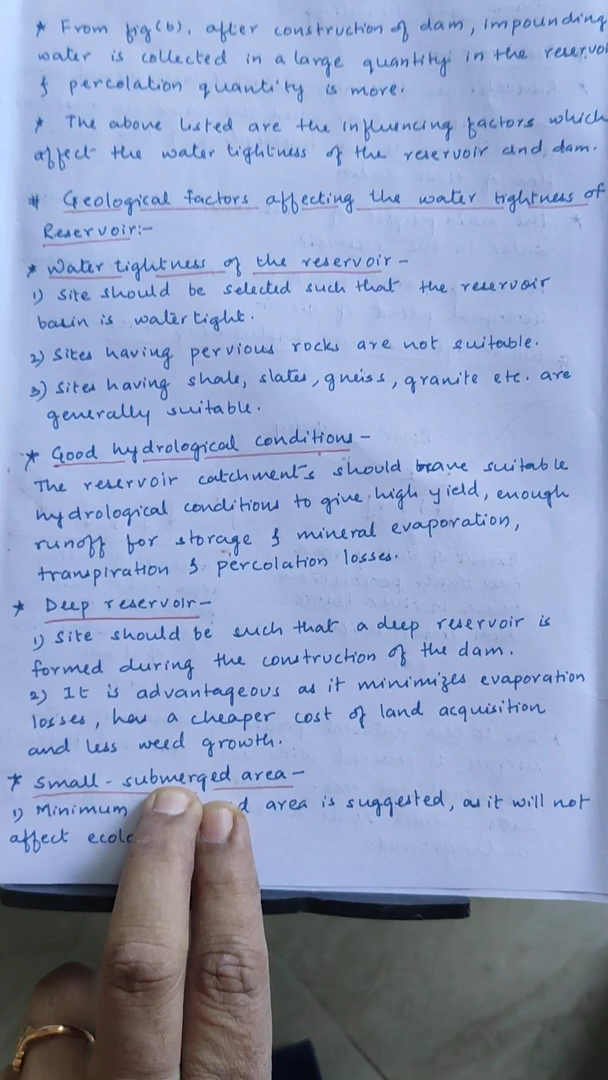 * From fig(b), after construction of dam, impounding
water is collected in a large quantity in the reservoi
& percolation quantity is more.
* The above listed are the influencing factors which
affect the water tightness of the reservoir and dam.
# Geological factors affecting the water tightness of
Reservoir:-
* Water tightness of the reservoir -
1) Site should be selected such that the reservoir
basin is watertight.
2) Sites having pervious rocks are not suitable.
3) Sites having shale, slates, gneiss, granite etc. are
generally suitable.
* Good hydrological conditions -
The reservoir catchments should have suitable
hydrological conditions to give high yield, enough
runoff for storage & mineral evaporation,
transpiration & percolation losses.
* Deep reservoir -
1) Site should be such that a deep reservoir is
formed during the construction of the dam.
2) It is advantageous as it minimizes evaporation
losses, has a cheaper cost of land acquisition
and less weed growth.
* Small - submerged area -
1) Minimum d area is suggested, as it will not
affect ecolo